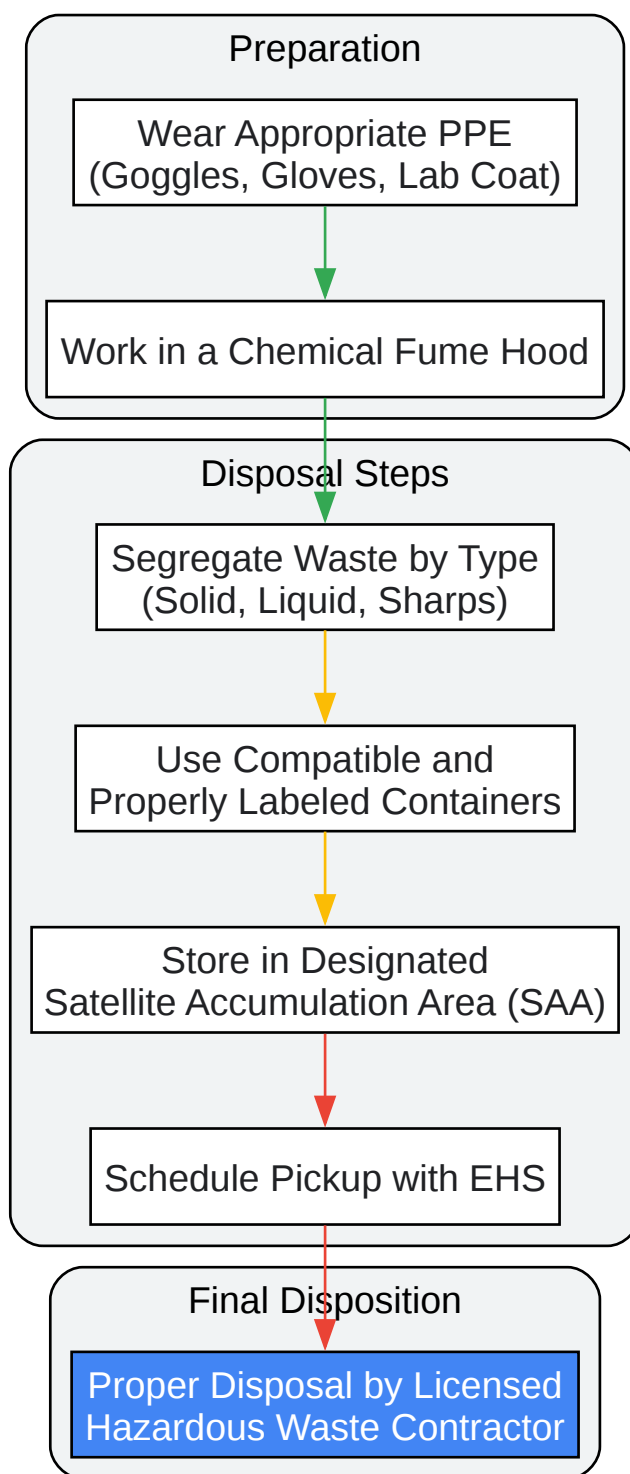 Preparation
Wear Appropriate PPE
(Goggles, Gloves, Lab Coat)
Work in a Chemical Fume Hood
Disposal Steps
Segregate Waste by Type
(Solid, Liquid, Sharps)
Use Compatible and
Properly Labeled Containers
Store in Designated
Satellite Accumulation Area (SAA)
Schedule Pickup with EHS
Final Disposition
Proper Disposal by Licensed
Hazardous Waste Contractor